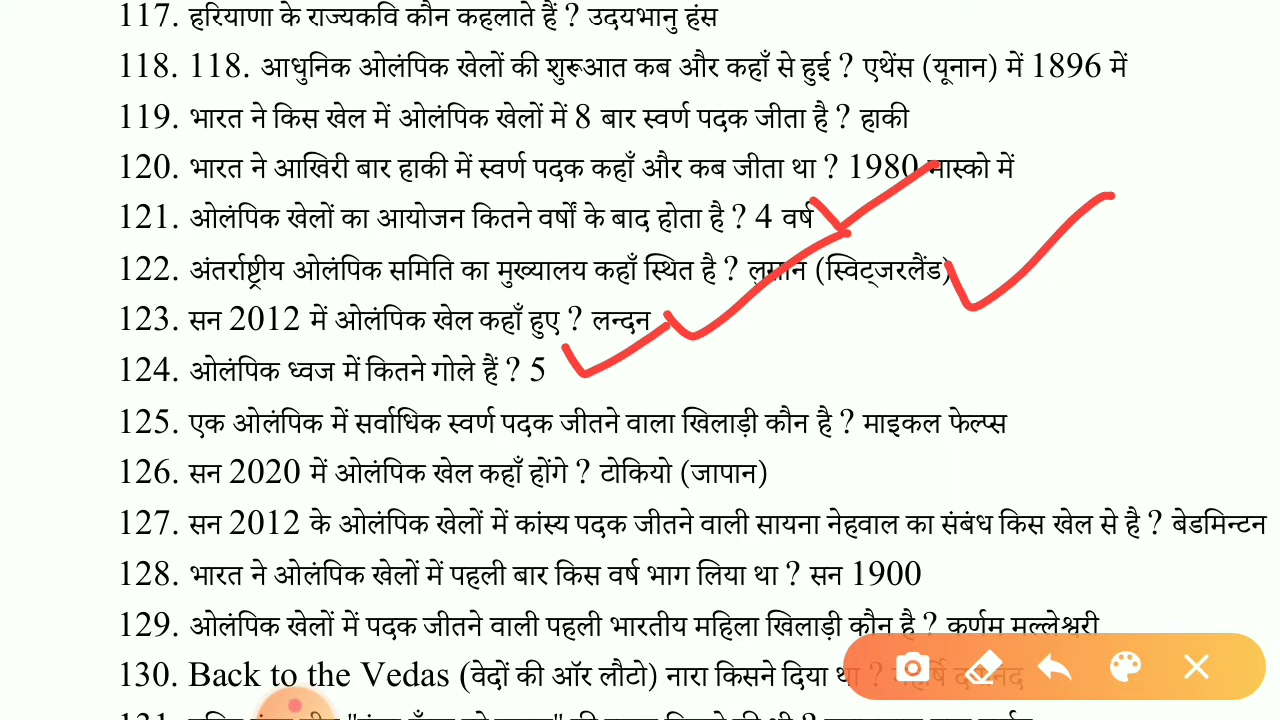 117. हरियाणा के राज्यकवि कौन कहलाते हैं ? उदयभानु हंस
118. 118. आधुनिक ओलंपिक खेलों की शुरूआत कब और कहाँ से हुई ? एथेंस (यूनान) में 1896 में
119. भारत ने किस खेल में ओलंपिक खेलों में 8 बार स्वर्ण पदक जीता है ? हाकी
120. भारत ने आखिरी बार हाकी में स्वर्ण पदक कहाँ और कब जीता था ? 1980 मास्को में
121. ओलंपिक खेलों का आयोजन कितने वर्षों के बाद होता है ? 4 वर्ष
122. अंतर्राष्ट्रीय ओलंपिक समिति का मुख्यालय कहाँ स्थित है ? लुसान (स्विट्जरलैंड)
123. सन 2012 में ओलंपिक खेल कहाँ हुए ? लन्दन
124. ओलंपिक ध्वज में कितने गोले हैं ? 5
125. एक ओलंपिक में सर्वाधिक स्वर्ण पदक जीतने वाला खिलाड़ी कौन है ? माइकल फेल्प्स
126. सन 2020 में ओलंपिक खेल कहाँ होंगे ? टोकियो (जापान)
127. सन 2012 के ओलंपिक खेलों में कांस्य पदक जीतने वाली सायना नेहवाल का संबंध किस खेल से है ? बेडमिन्टन
128. भारत ने ओलंपिक खेलों में पहली बार किस वर्ष भाग लिया था ? सन 1900
129. ओलंपिक खेलों में पदक जीतने वाली पहली भारतीय महिला खिलाड़ी कौन है ? कर्णम मल्लेश्वरी
130. Back to the Vedas (वेदों की ऑर लौटो) नारा किसने दिया था ? महर्षि दयानंद